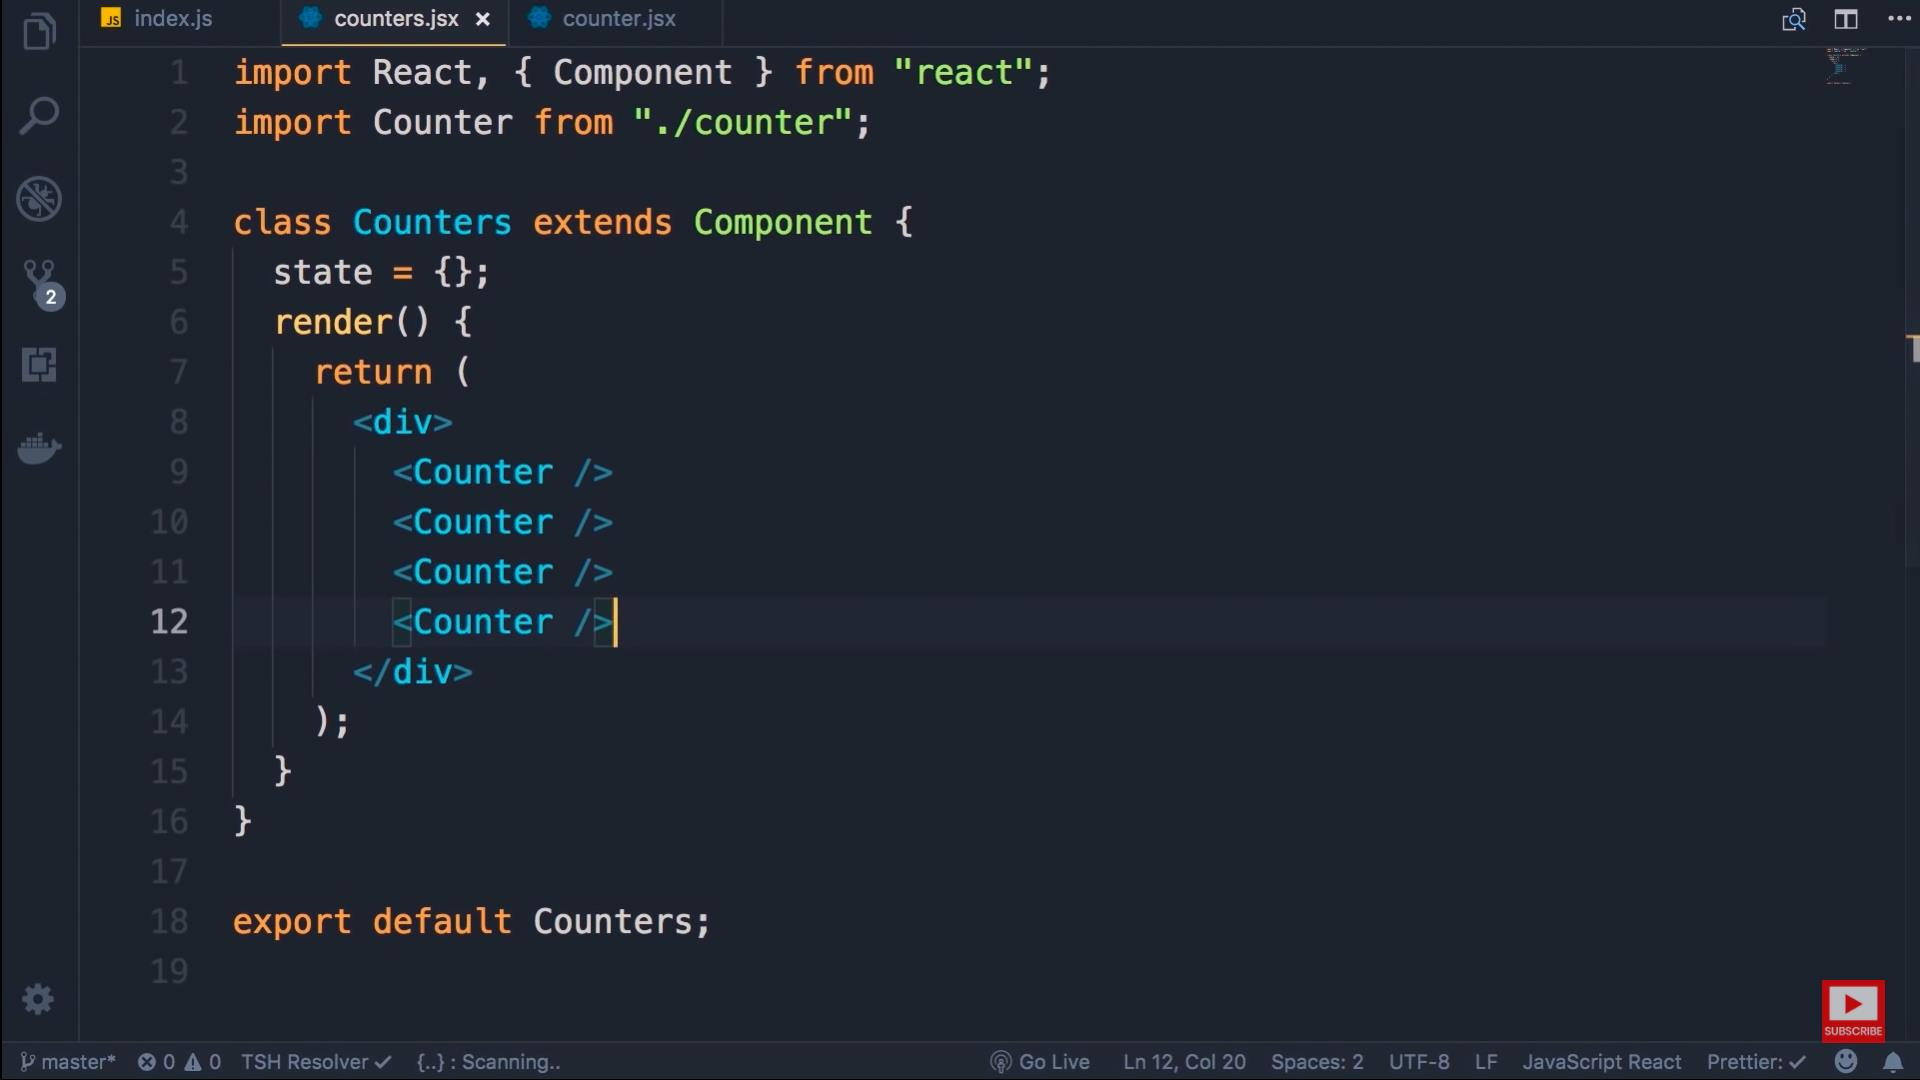 index.js
counters.jsx ×
counter.jsx
1 import React, { Component } from "react";
2 import Counter from "./counter";
3
4 class Counters extends Component {
5 state = {};
6 render() {
7 return (
8 <div>
9 <Counter />
10 <Counter />
11 <Counter />
12 <Counter />
13 </div>
14 );
15 }
16 }
17
18 export default Counters;
19
2
JS
SUBSCRIBE
master* 0 0 TSH Resolver ✓ {..} : Scanning.. Go Live Ln 12, Col 20 Spaces: 2 UTF-8 LF JavaScript React Prettier: ✓